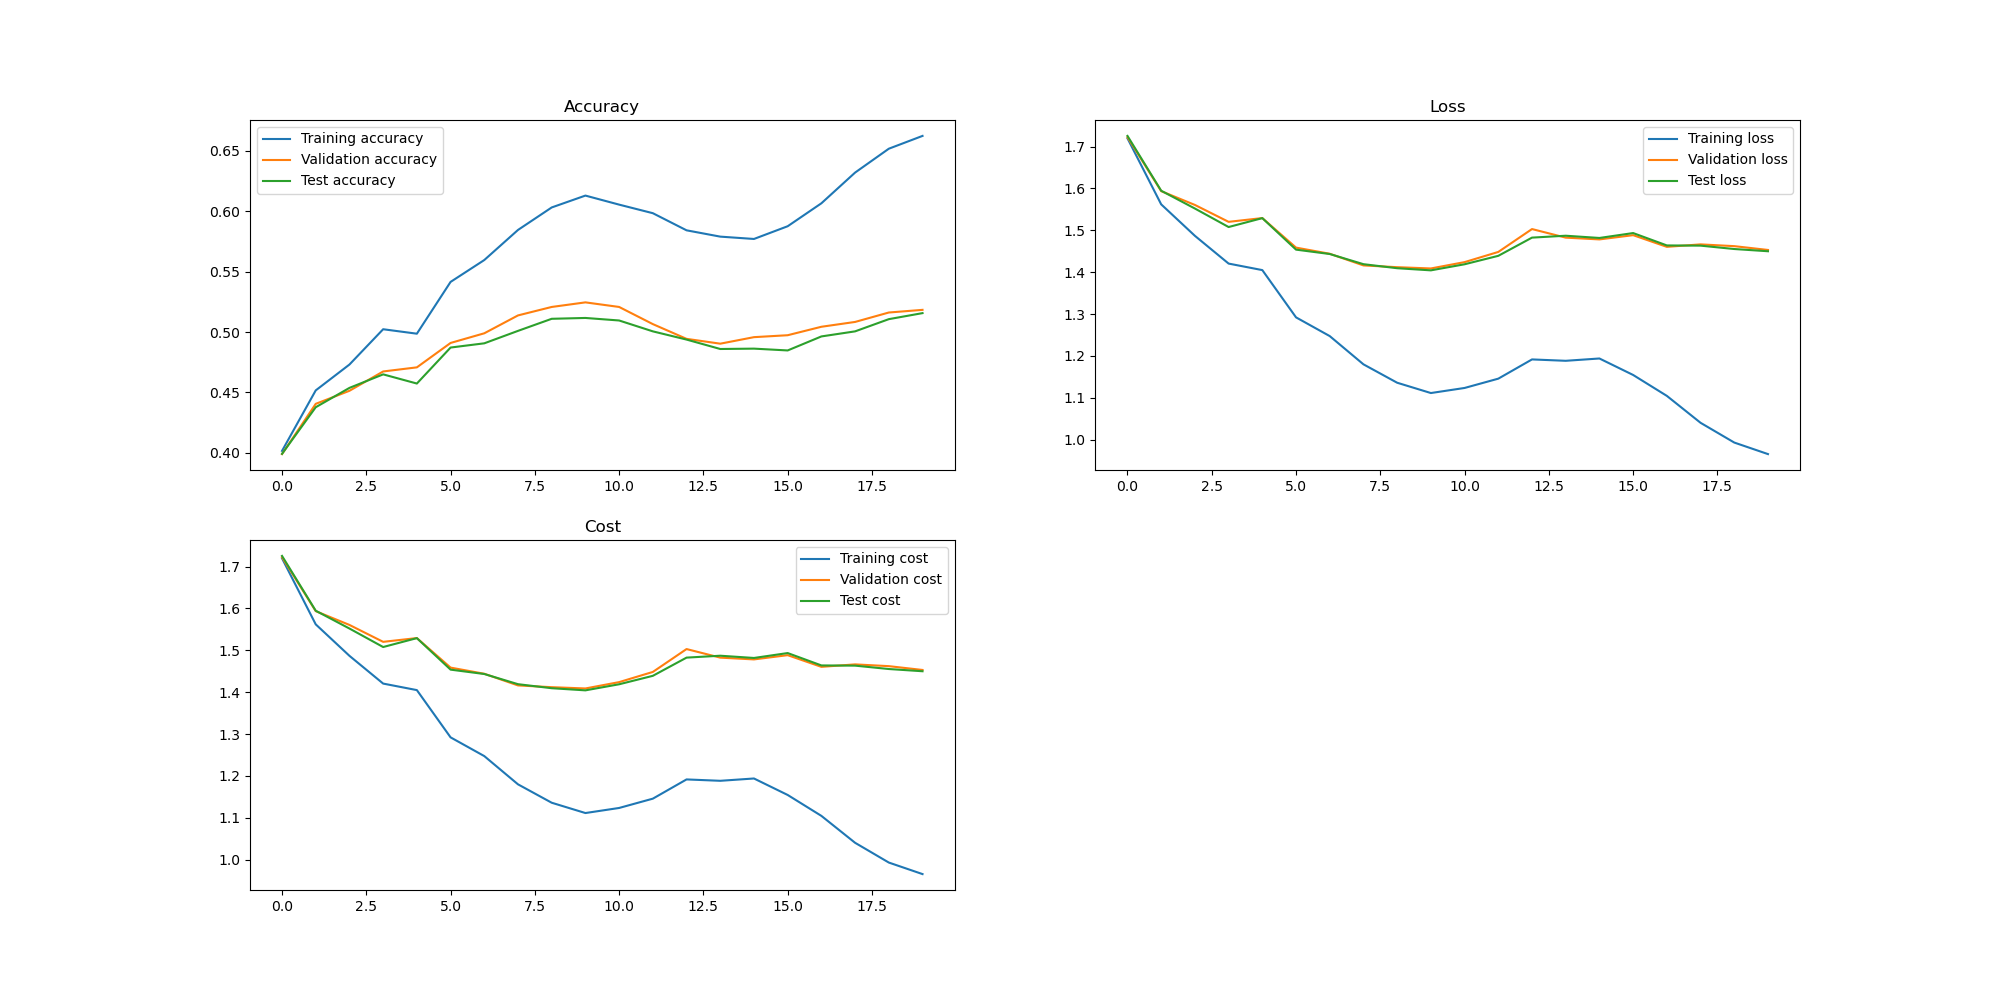 Accuracy
Training accuracy
Validation accuracy
Test accuracy
0.65
0.60
0.55
0.50
0.45
0.40
0.0 2.5 5.0 7.5 10.0 12.5 15.0 17.5
Loss
Training loss
Validation loss
Test loss
1.7
1.6
1.5
1.4
1.3
1.2
1.1
1.0
0.0 2.5 5.0 7.5 10.0 12.5 15.0 17.5
Cost
Training cost
Validation cost
Test cost
1.7
1.6
1.5
1.4
1.3
1.2
1.1
1.0
0.0 2.5 5.0 7.5 10.0 12.5 15.0 17.5